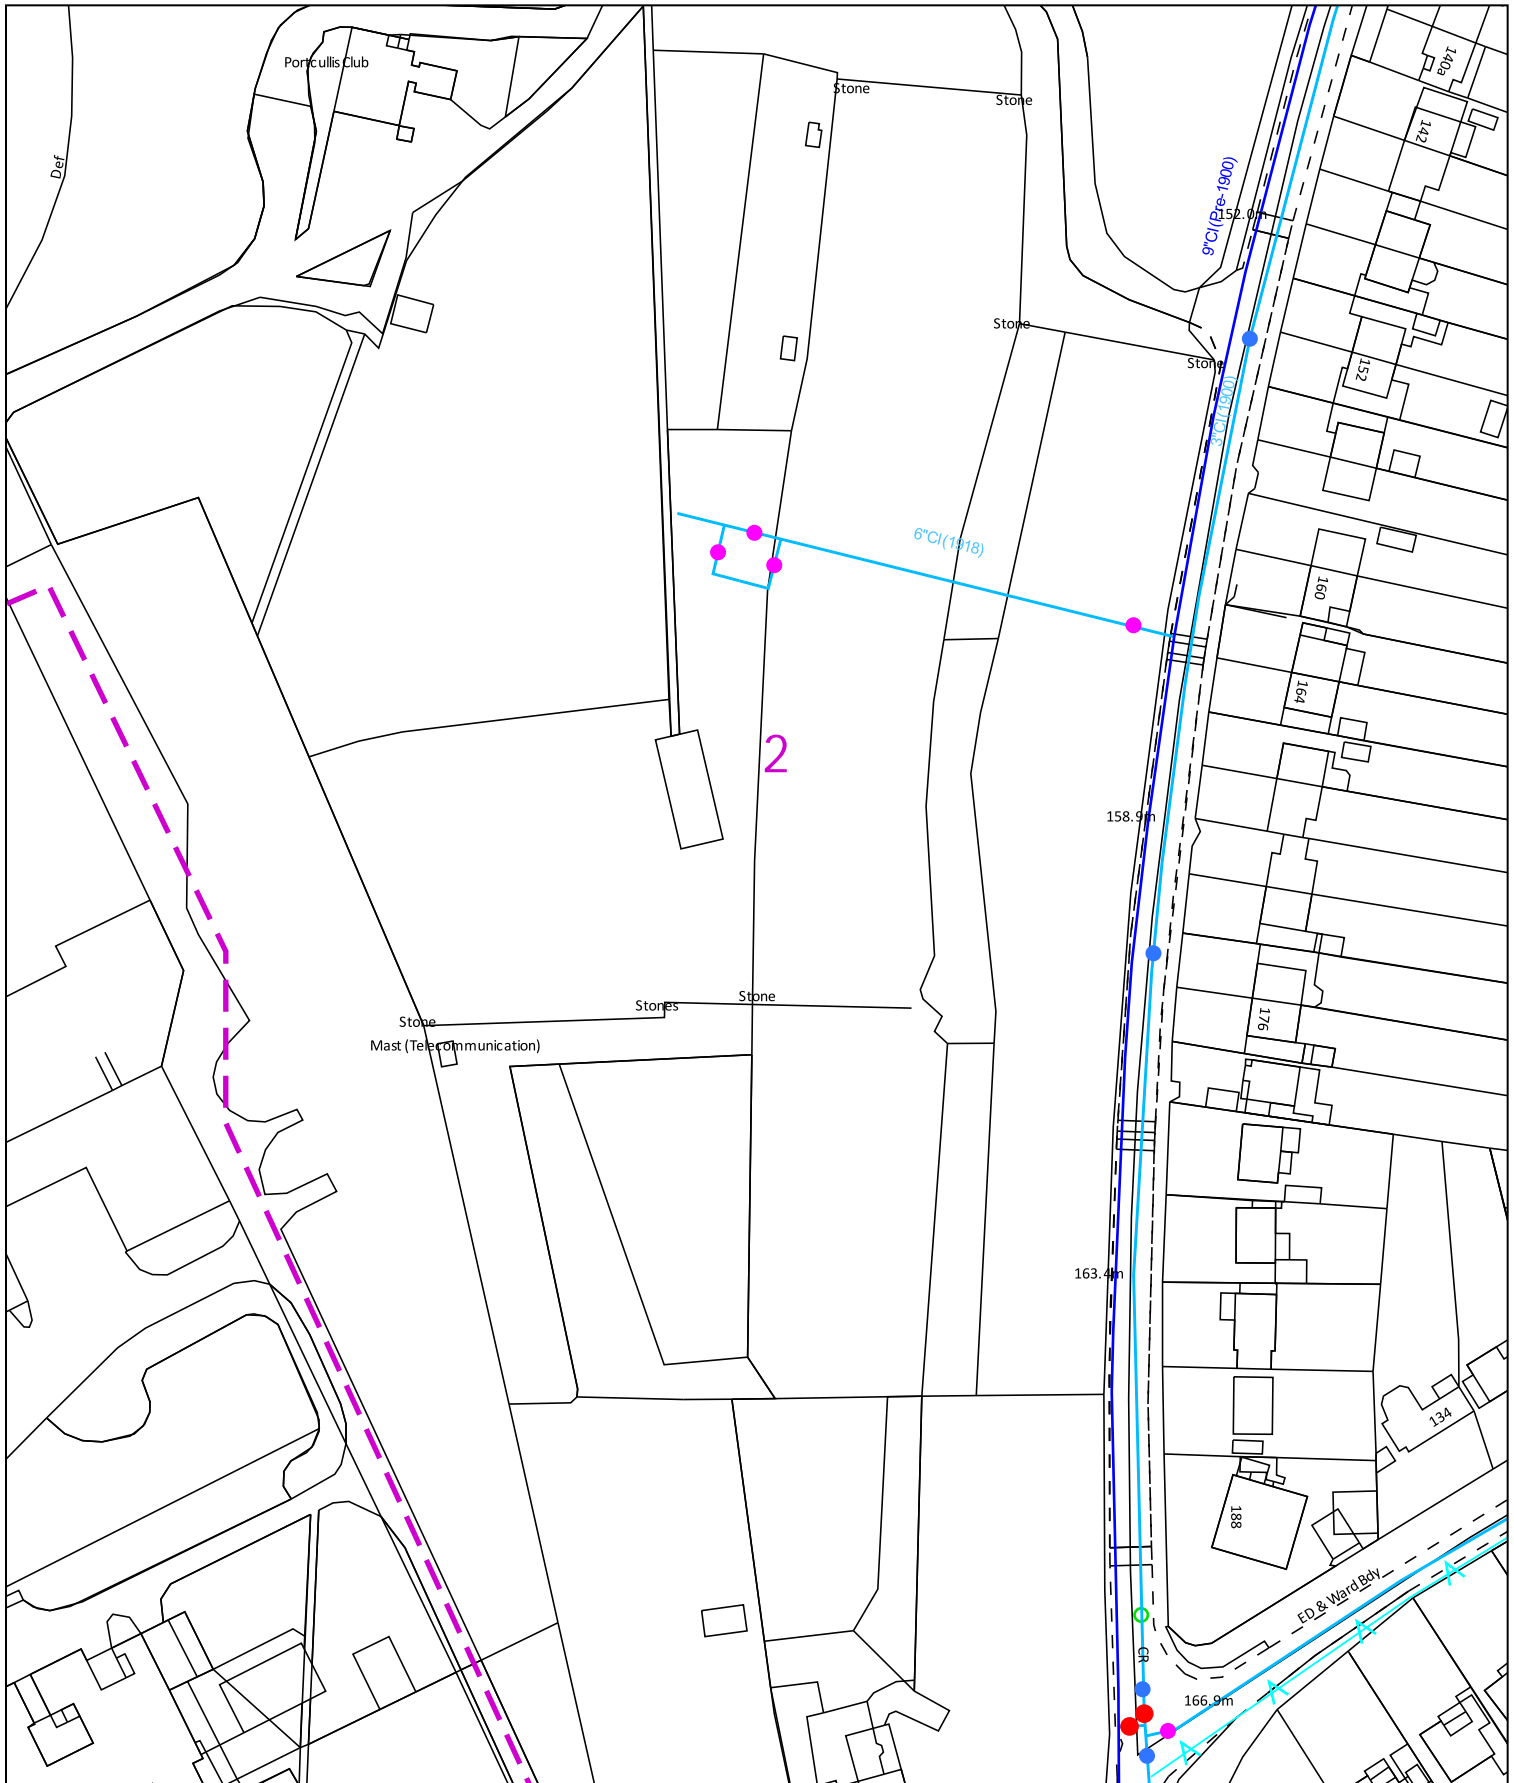 Portcullis Club
140a
Stone
Stone
142
Def
9"CI (Pre-1900)
152.0m
Stone
Stone
152
3"CI (1900)
6"CI (1918)
160
164
2
158.9m
Stone
Stones
Stone
Mast (Telecommunication)
176
163.4m
134
188
ED & Ward Bdy
CR
166.9m
A
A
A
A